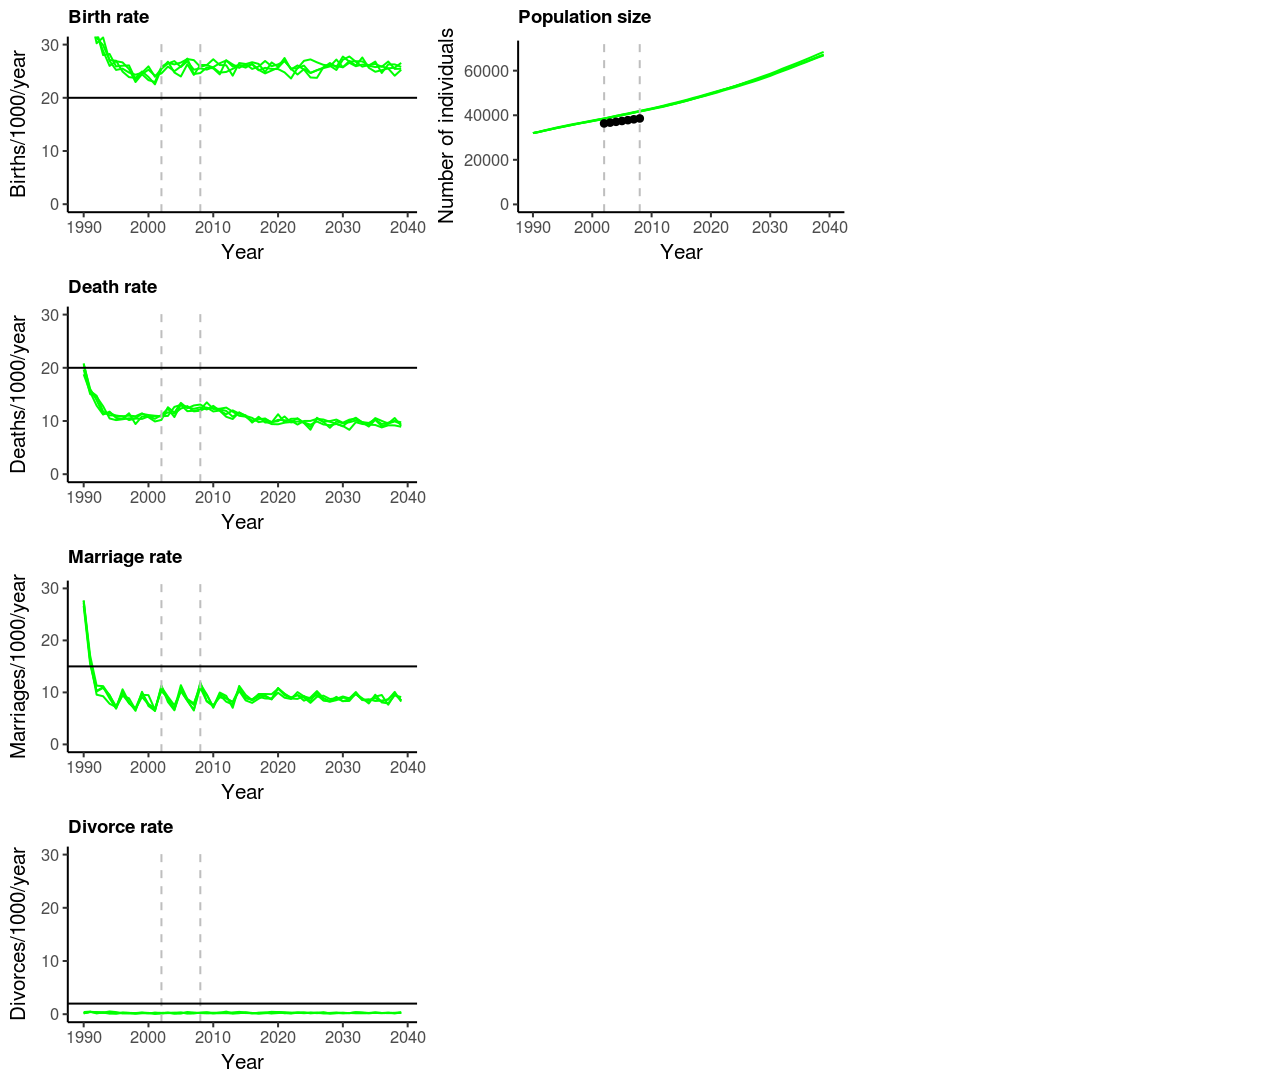 Birth rate
Births/1000/year
30
20
10
0
1990 2000 2010 2020 2030 2040
Year
Population size
Number of individuals
60000
40000
20000
0
1990 2000 2010 2020 2030 2040
Year
Death rate
Deaths/1000/year
30
20
10
0
1990 2000 2010 2020 2030 2040
Year
Marriage rate
Marriages/1000/year
30
20
10
0
1990 2000 2010 2020 2030 2040
Year
Divorce rate
Divorces/1000/year
30
20
10
0
1990 2000 2010 2020 2030 2040
Year